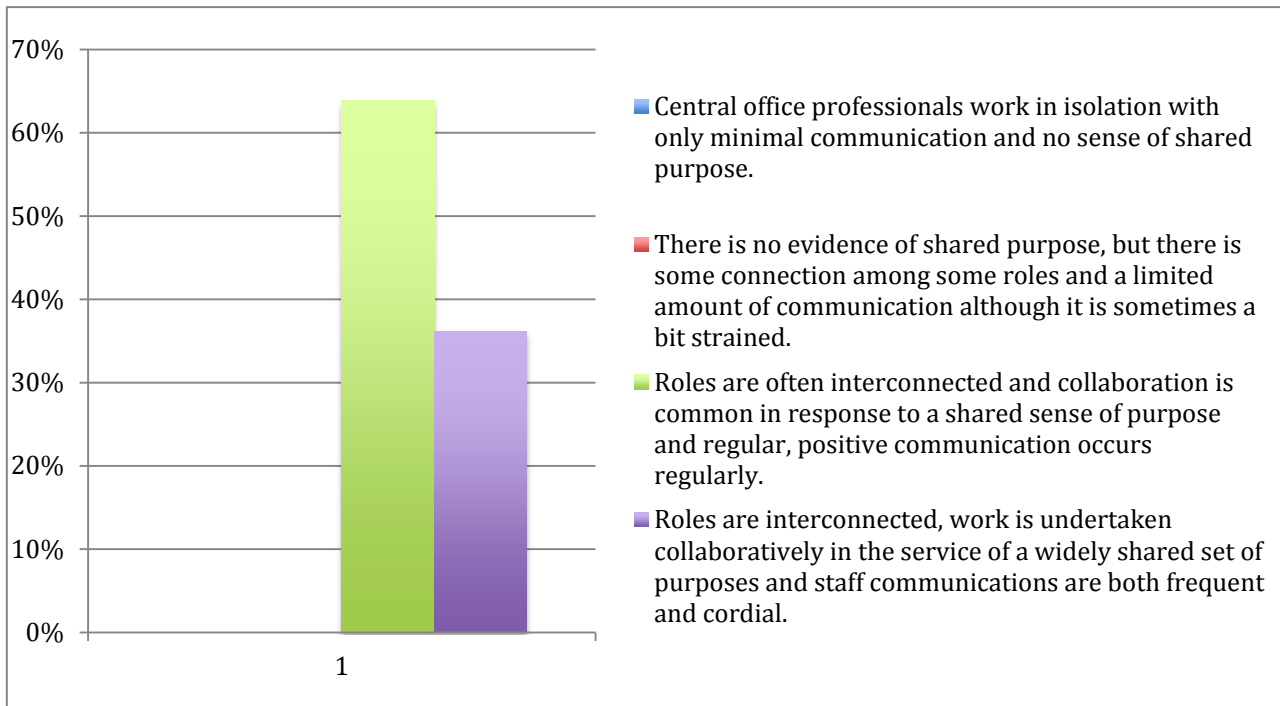 70%
60%
50%
40%
30%
20%
10%
0%
1
Central office professionals work in isolation with
only minimal communication and no sense of shared
purpose.
There is no evidence of shared purpose, but there is
some connection among some roles and a limited
amount of communication although it is sometimes a
bit strained.
Roles are often interconnected and collaboration is
common in response to a shared sense of purpose
and regular, positive communication occurs
regularly.
Roles are interconnected, work is undertaken
collaboratively in the service of a widely shared set of
purposes and staff communications are both frequent
and cordial.